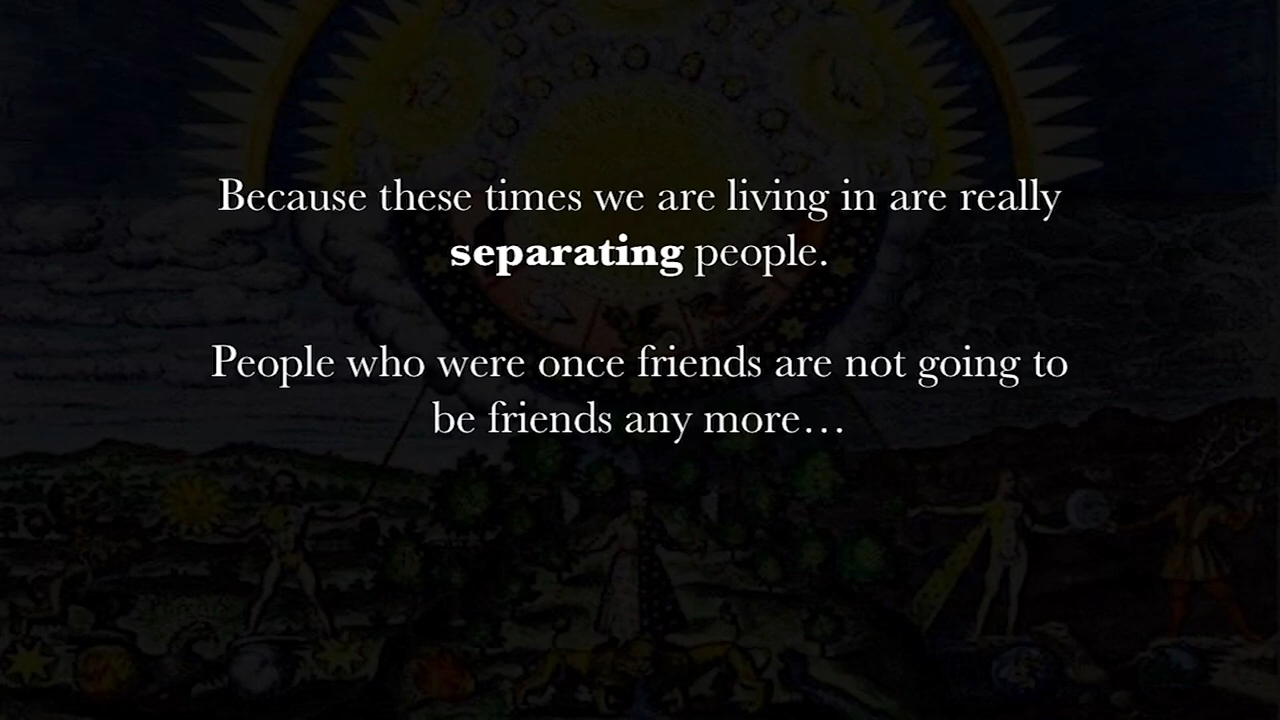 Because these times we are living in are really
separating people.
People who were once friends are not going to
be friends any more…